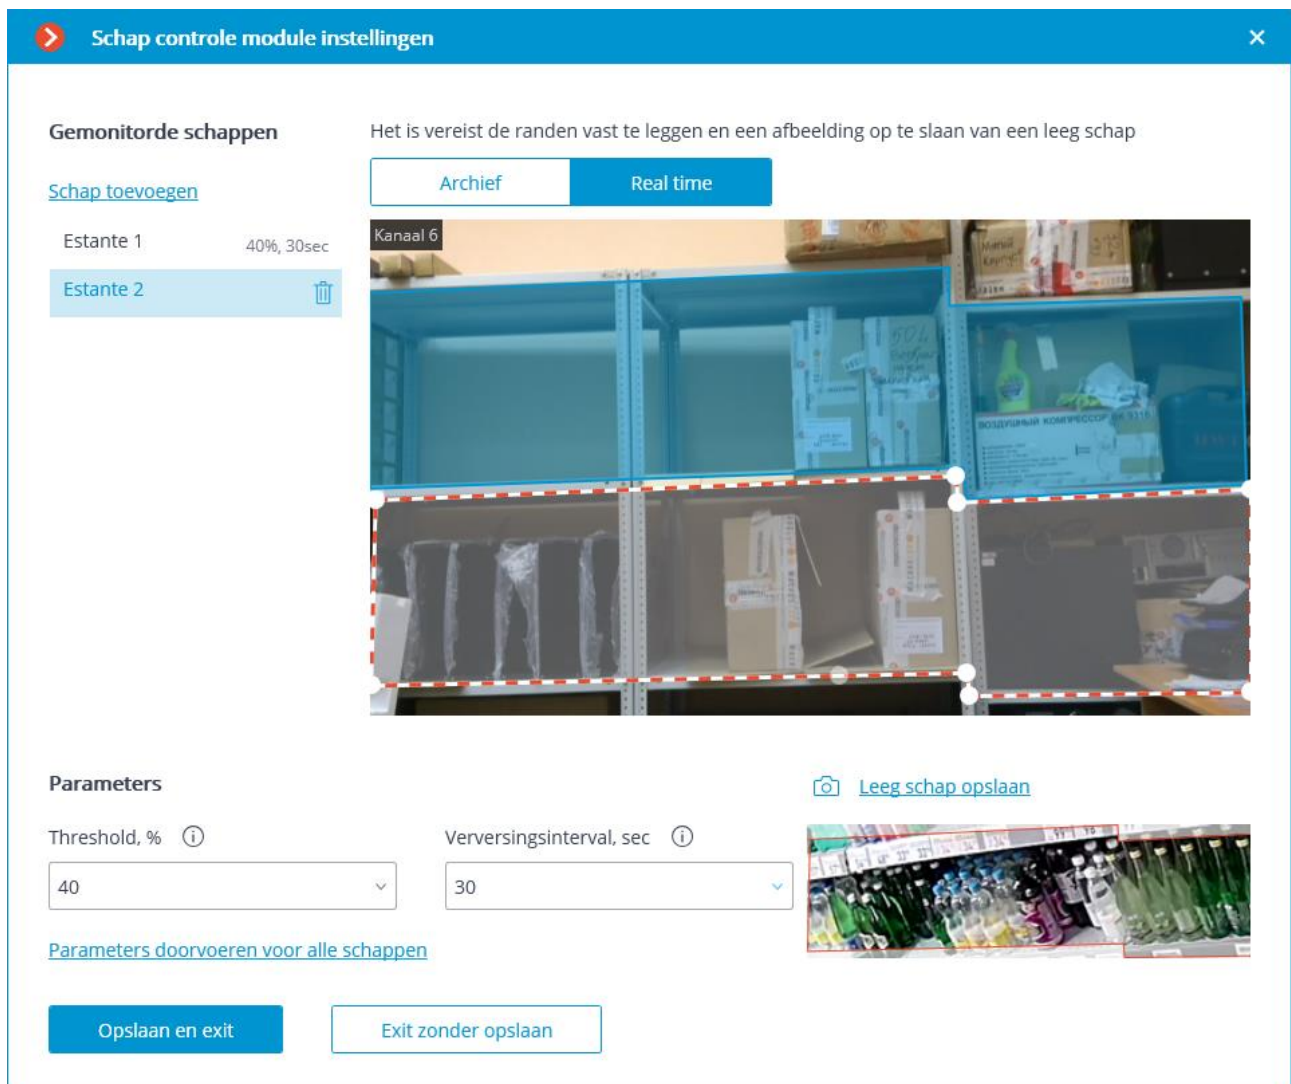 Schap controle module instellingen
Gemonitorde schappen
Het is vereist de randen vast te leggen en een afbeelding op te slaan van een leeg schap
Schap toevoegen
Archief
Real time
Estante 1
40%, 30sec
Estante 2
Kanaal 6
ВОЗДУШНЫЙ КОМПРЕССОР
Parameters
Leeg schap opslaan
Threshold, %
Verversingsinterval, sec
40
30
Parameters doorvoeren voor alle schappen
Opslaan en exit
Exit zonder opslaan